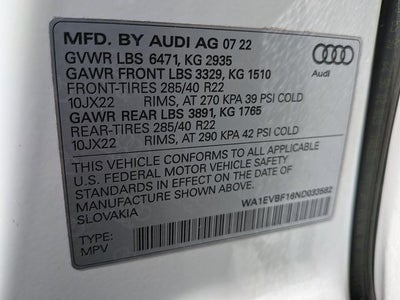 MFD. BY AUDI AG 07 22
GVWR LBS 6471, KG 2935
GAWR FRONT LBS 3329, KG 1510
FRONT-TIRES 285/40 R22
10JX22 RIMS, AT 270 KPA 39 PSI COLD
GAWR REAR LBS 3891, KG 1765
REAR-TIRES 285/40 R22
10JX22 RIMS, AT 290 KPA 42 PSI COLD
Audi
THIS VEHICLE CONFORMS TO ALL APPLICABLE
U.S. FEDERAL MOTOR VEHICLE SAFETY
STANDARDS IN EFFECT ON THE DATE OF
MANUFACTURE SHOWN ABOVE.
SLOVAKIA
WA1EVBF16ND033582
TYPE:
MPV